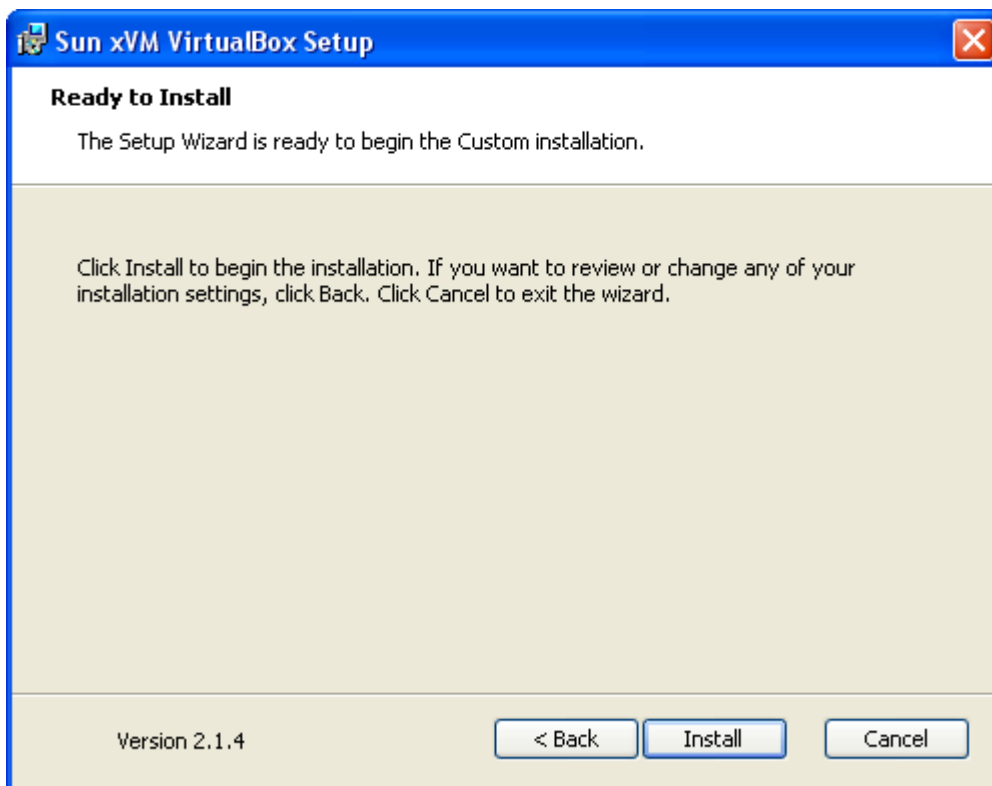 Sun xVM VirtualBox Setup
Ready to Install
The Setup Wizard is ready to begin the Custom installation.
Click Install to begin the installation. If you want to review or change any of your
installation settings, click Back. Click Cancel to exit the wizard.
Version 2.1.4
< Back
Install
Cancel